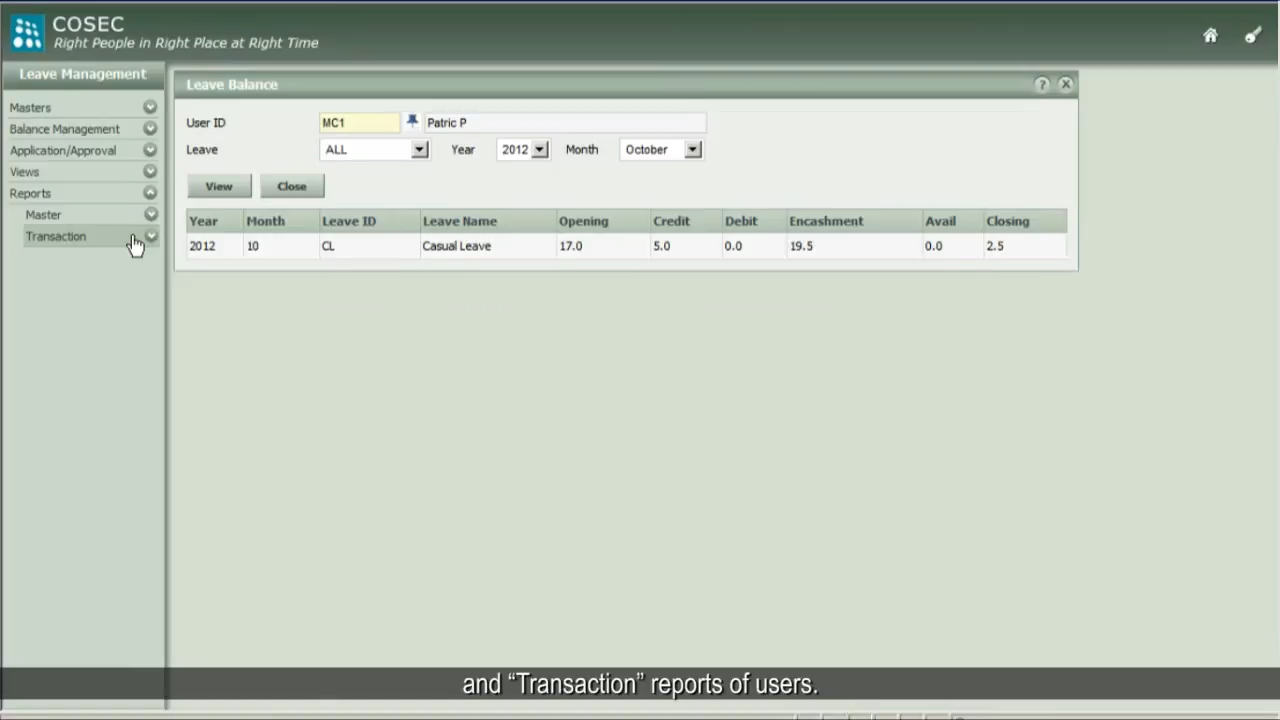 COSEC
Right People in Right Place at Right Time
Leave Management
Masters
Balance Management
Application/Approval
Views
Reports
Master
Transaction
Leave Balance
User ID MC1 Patric P
Leave ALL Year 2012 Month October
View Close
Year Month Leave ID Leave Name Opening Credit Debit Encashment Avail Closing
2012 10 CL Casual Leave 17.0 5.0 0.0 19.5 0.0 2.5
and “Transaction” reports of users.